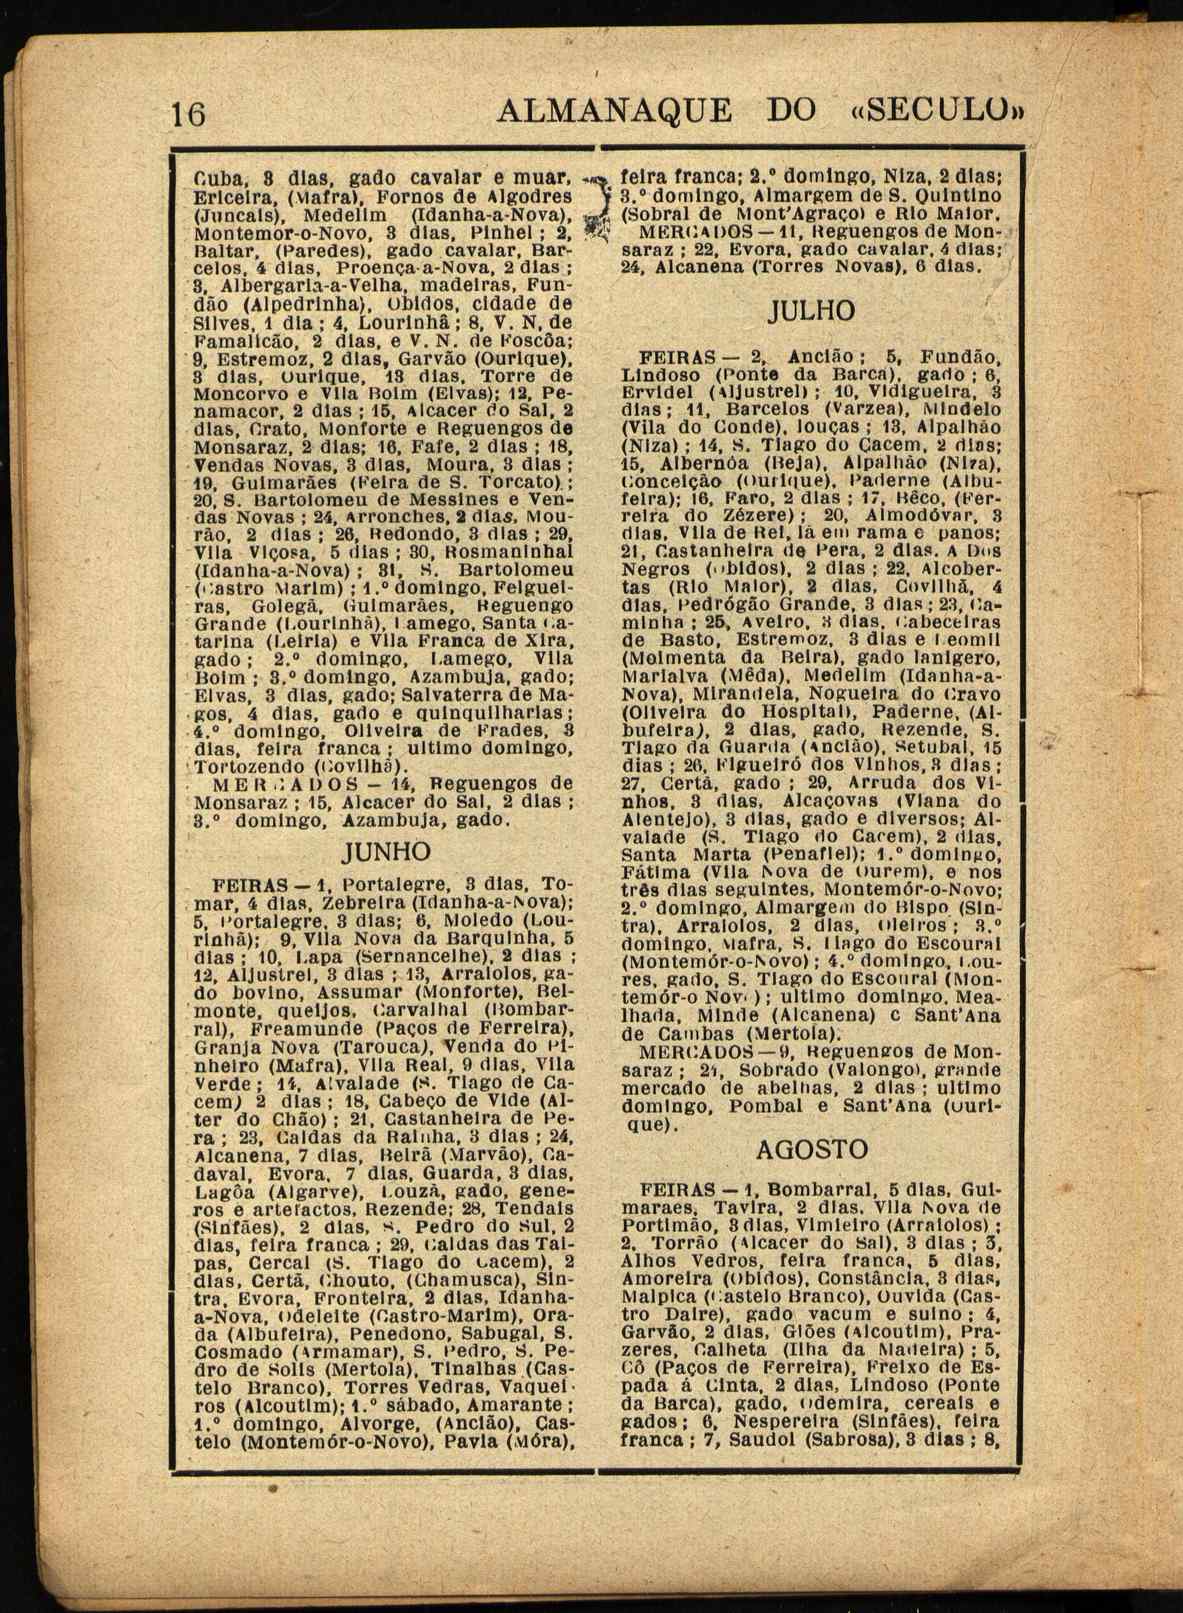 16
ALMANAQUE DO «SECULO»
Cuba, 3 dias, gado cavalar e muar,
Ericeira, (Mafra), Fornos de Algodres
(Juncais), Medelim (Idanha-a-Nova),
Montemor-o-Novo, 3 dias, Pinhel; 2,
Baltar, (Paredes), gado cavalar, Bar-
celos, 4 dias, Proença-a-Nova, 2 dias;
3, Albergaria-a-Velha, madeiras, Fun-
dão (Alpedrinha), Obidos, cidade de
Silves, 1 dia; 4, Lourinhã; 8, V. N, de
Famalicão, 2 dias, e V. N. de Foscôa;
9, Estremoz, 2 dias, Garvão (Ourique),
3 dias, Ourique, 13 dias, Torre de
Moncorvo e Vila Boim (Elvas); 12, Pe-
namacor, 2 dias; 15, Alcacer do Sal, 2
dias, Crato, Monforte e Reguengos de
Monsaraz, 2 dias; 16, Fafe, 2 dias; 18,
Vendas Novas, 3 dias, Moura, 3 dias;
19, Guimarães (Feira de S. Torcato);
20, S. Bartolomeu de Messines e Ven-
das Novas; 24, Arronches, 2 dias, Mou-
rão, 2 dias; 26, Redondo, 3 dias; 29,
Vila Viçosa, 5 dias; 30, Rosmaninhal
(Idanha-a-Nova); 31, S. Bartolomeu
(Castro Marim); 1.º domingo, Felguei-
ras, Golegã, Guimarães, Reguengo
Grande (Lourinhã), Lamego, Santa Ca-
tarina (Leiria) e Vila Franca de Xira,
gado; 2.º domingo, Lamego, Vila
Boim; 3.º domingo, Azambuja, gado;
Elvas, 3 dias, gado; Salvaterra de Ma-
gos, 4 dias, gado e quinquilharias;
4.º domingo, Oliveira de Frades, 3
dias, feira franca; ultimo domingo,
Tortozendo (Covilhã).
MERCADOS — 14, Reguengos de
Monsaraz; 15, Alcacer do Sal, 2 dias;
3.º domingo, Azambuja, gado.
JUNHO
FEIRAS — 1, Portalegre, 3 dias, To-
mar, 4 dias, Zebreira (Idanha-a-Nova);
5, Portalegre, 3 dias; 6, Moledo (Lou-
rinhã); 9, Vila Nova da Barquinha, 5
dias; 10, Lapa (Sernancelhe), 2 dias;
12, Aljustrel, 3 dias; 13, Arraiolos, ga-
do bovino, Assumar (Monforte), Bel-
monte, queijos, Carvalhal (Bombar-
ral), Freamunde (Paços de Ferreira),
Granja Nova (Tarouca), Venda do Pi-
nheiro (Mafra), Vila Real, 9 dias, Vila
Verde; 14, Alvalade (S. Tiago de Ca-
cem) 2 dias; 18, Cabeço de Vide (Al-
ter do Chão); 21, Castanheira de Pe-
ra; 23, Caldas da Rainha, 3 dias; 24,
Alcanena, 7 dias, Beirã (Marvão), Ca-
daval, Evora, 7 dias, Guarda, 3 dias,
Lagôa (Algarve), Louzã, gado, gene-
ros e artefactos, Rezende; 28, Tendais
(Sinfães), 2 dias, S. Pedro do Sul, 2
dias, feira franca; 29, Caldas das Tai-
pas, Cercal (S. Tiago do Cacem), 2
dias, Certã, Chouto, (Chamusca), Sin-
tra, Evora, Fronteira, 2 dias, Idanha-
a-Nova, Odeleite (Castro-Marim), Ora-
da (Albufeira), Penedono, Sabugal, S.
Cosmado (Armamar), S. Pedro, S. Pe-
dro de Solis (Mertola), Tinalhas (Cas-
telo Branco), Torres Vedras, Vaquei-
ros (Alcoutim); 1.º sábado, Amarante;
1.º domingo, Alvorge, (Ancião), Cas-
telo (Montemór-o-Novo), Pavia (Móra),
feira franca; 2.º domingo, Niza, 2 dias;
3.º domingo, Almargem de S. Quintino
(Sobral de Mont'Agraço) e Rio Maior.
MERCADOS — 11, Reguengos de Mon-
saraz; 22, Evora, gado cavalar, 4 dias;
24, Alcanena (Torres Novas), 6 dias.
JULHO
FEIRAS — 2, Ancião; 5, Fundão,
Lindoso (Ponte da Barca), gado; 6,
Ervidel (Aljustrel); 10, Vidigueira, 3
dias; 11, Barcelos (Varzea), Mindelo
(Vila do Conde), louças; 13, Alpalhão
(Niza); 14, S. Tiago do Cacem, 2 dias;
15, Albernôa (Beja), Alpalhão (Niza),
Conceição (Ourique), Paderne (Albu-
feira); 16, Faro, 2 dias; 17, Bêco, (Fer-
reira do Zézere); 20, Almodóvar, 3
dias, Vila de Rei, lã em rama e panos;
21, Castanheira de Pera, 2 dias. A Dos
Negros (Obidos), 2 dias; 22, Alcober-
tas (Rio Maior), 2 dias, Covilhã, 4
dias, Pedrógão Grande, 3 dias; 23, Ca-
minha; 25, Aveiro, 3 dias, Cabeceiras
de Basto, Estremoz, 3 dias e Leomil
(Moimenta da Beira), gado lanigero,
Marialva (Mêda), Medelim (Idanha-a-
Nova), Mirandela, Nogueira do Cravo
(Oliveira do Hospital), Paderne, (Al-
bufeira), 2 dias, gado, Rezende, S.
Tiago da Guarda (Ancião), Setubal, 15
dias; 26, Figueiró dos Vinhos, 3 dias;
27, Certã, gado; 29, Arruda dos Vi-
nhos, 3 dias, Alcaçovas (Viana do
Alentejo), 3 dias, gado e diversos; Al-
valade (S. Tiago do Cacem), 2 dias,
Santa Marta (Penafiel); 1.º domingo,
Fátima (Vila Nova de Ourem), e nos
três dias seguintes, Montemór-o-Novo;
2.º domingo, Almargem do Bispo (Sin-
tra), Arraiolos, 2 dias, Oleiros; 3.º
domingo, Mafra, S. Tiago do Escoural
(Montemór-o-Novo); 4.º domingo, Lou-
res, gado, S. Tiago do Escoural (Mon-
temór-o Novo); ultimo domingo, Mea-
lhada, Minde (Alcanena) e Sant'Ana
de Cambas (Mertola).
MERCADOS — 9, Reguengos de Mon-
saraz; 24, Sobrado (Valongo), grande
mercado de abelhas, 2 dias; ultimo
domingo, Pombal e Sant'Ana (Ouri-
que).
AGOSTO
FEIRAS — 1, Bombarral, 5 dias, Gui-
maraes, Tavira, 2 dias, Vila Nova de
Portimão, 3 dias, Vimieiro (Arraiolos);
2, Torrão (Alcacer do Sal), 3 dias; 3,
Alhos Vedros, feira franca, 5 dias,
Amoreira (Obidos), Constância, 3 dias,
Malpica (Castelo Branco), Ouvida (Cas-
tro Daire), gado vacum e suino; 4,
Garvão, 2 dias, Giões (Alcoutim), Pra-
zeres, Calheta (Ilha da Madeira); 5,
Cô (Paços de Ferreira), Freixo de Es-
pada á Cinta, 2 dias, Lindoso (Ponte
da Barca), gado, Odemira, cereais e
gados; 6, Nespereira (Sinfães), feira
franca; 7, Saudol (Sabrosa), 3 dias; 8,